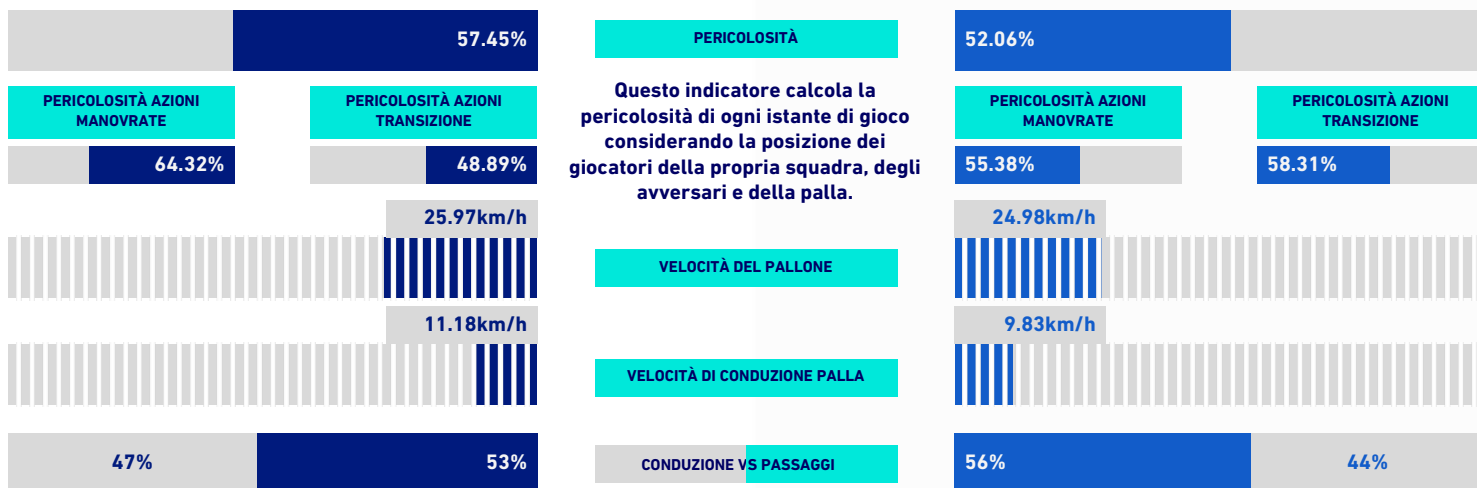 57.45%
PERICOLOSITÀ
52.06%
PERICOLOSITÀ AZIONI
MANOVRATE
PERICOLOSITÀ AZIONI
TRANSIZIONE
Questo indicatore calcola la
pericolosità di ogni istante di gioco
considerando la posizione dei
giocatori della propria squadra, degli
avversari e della palla.
PERICOLOSITÀ AZIONI
MANOVRATE
PERICOLOSITÀ AZIONI
TRANSIZIONE
64.32%
48.89%
55.38%
58.31%
25.97km/h
VELOCITÀ DEL PALLONE
24.98km/h
11.18km/h
VELOCITÀ DI CONDUZIONE PALLA
9.83km/h
47%
53%
CONDUZIONE VS PASSAGGI
56%
44%